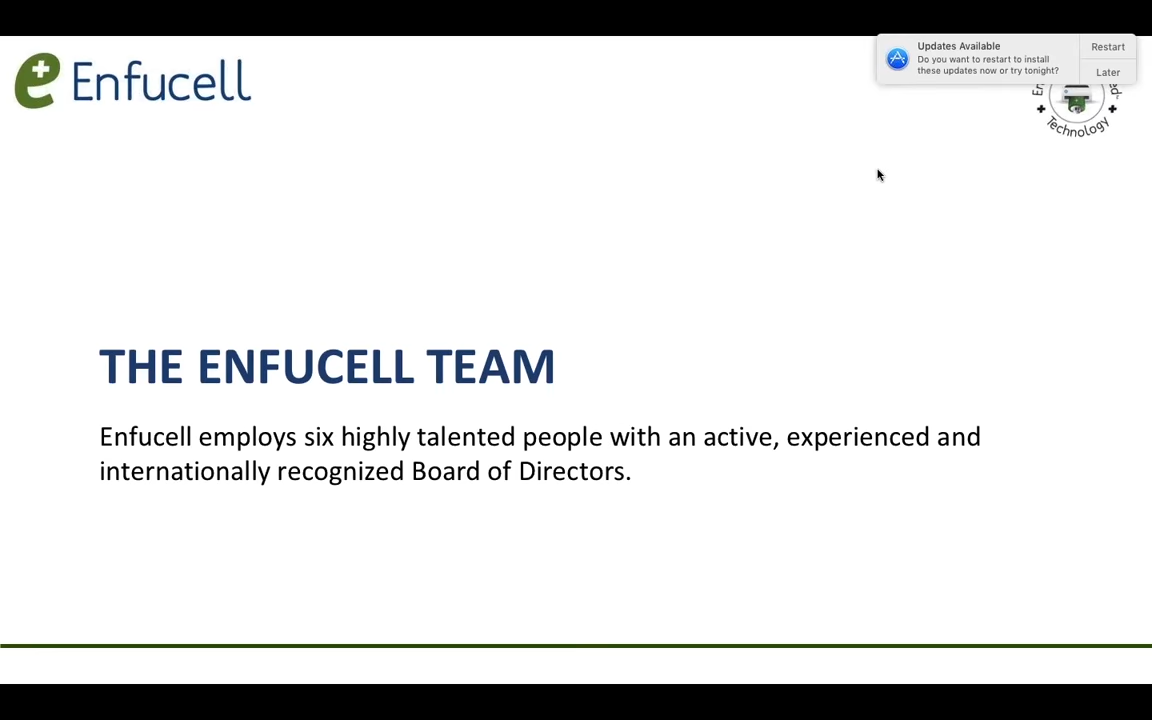 Enfucell
Updates Available
Do you want to restart to install
these updates now or try tonight?
Restart
Later
Technology
THE ENFUCELL TEAM
Enfucell employs six highly talented people with an active, experienced and
internationally recognized Board of Directors.